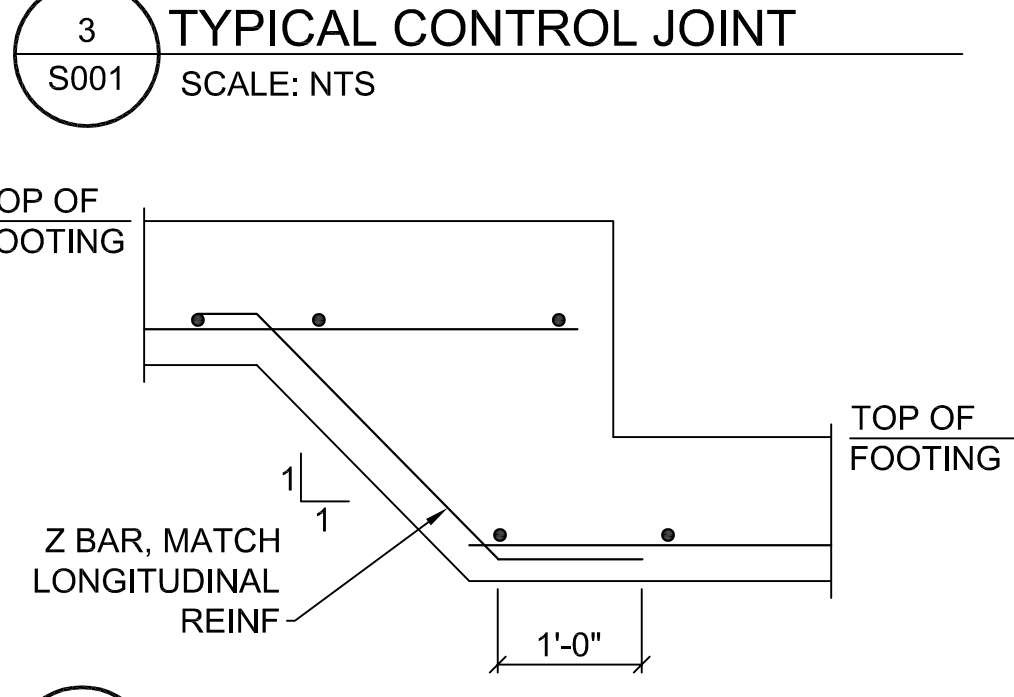 3
S001
TYPICAL CONTROL JOINT
SCALE: NTS
OP OF
OOTING
TOP OF
FOOTING
1
1
Z BAR, MATCH
LONGITUDINAL
REINF
1'-0"